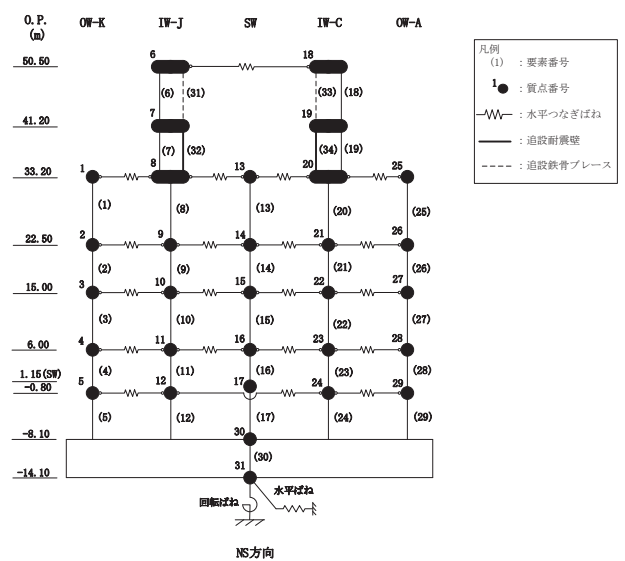 O.P.
(m)
OW-K IW-J SW IW-C OW-A
50.50
41.20
33.20
22.50
15.00
6.00
1.15(SW)
-0.80
-8.10
-14.10
6 18
(6) (31) (33) (18)
7 19
(7) (32) (34) (19)
1 8 13 20 25
(1) (8) (13) (20) (25)
2 9 14 21 26
(2) (9) (14) (21) (26)
3 10 15 22 27
(3) (10) (15) (22) (27)
4 11 16 23 28
(4) (11) (16) (23) (28)
5 12 17 24 29
(5) (12) (17) (24) (29)
30
(30)
31
水平ばね
回転ばね
NS方向
凡例
(1) :要素番号
1 :質点番号
:水平つなぎばね
:追設耐震壁
:追設鉄骨ブレース